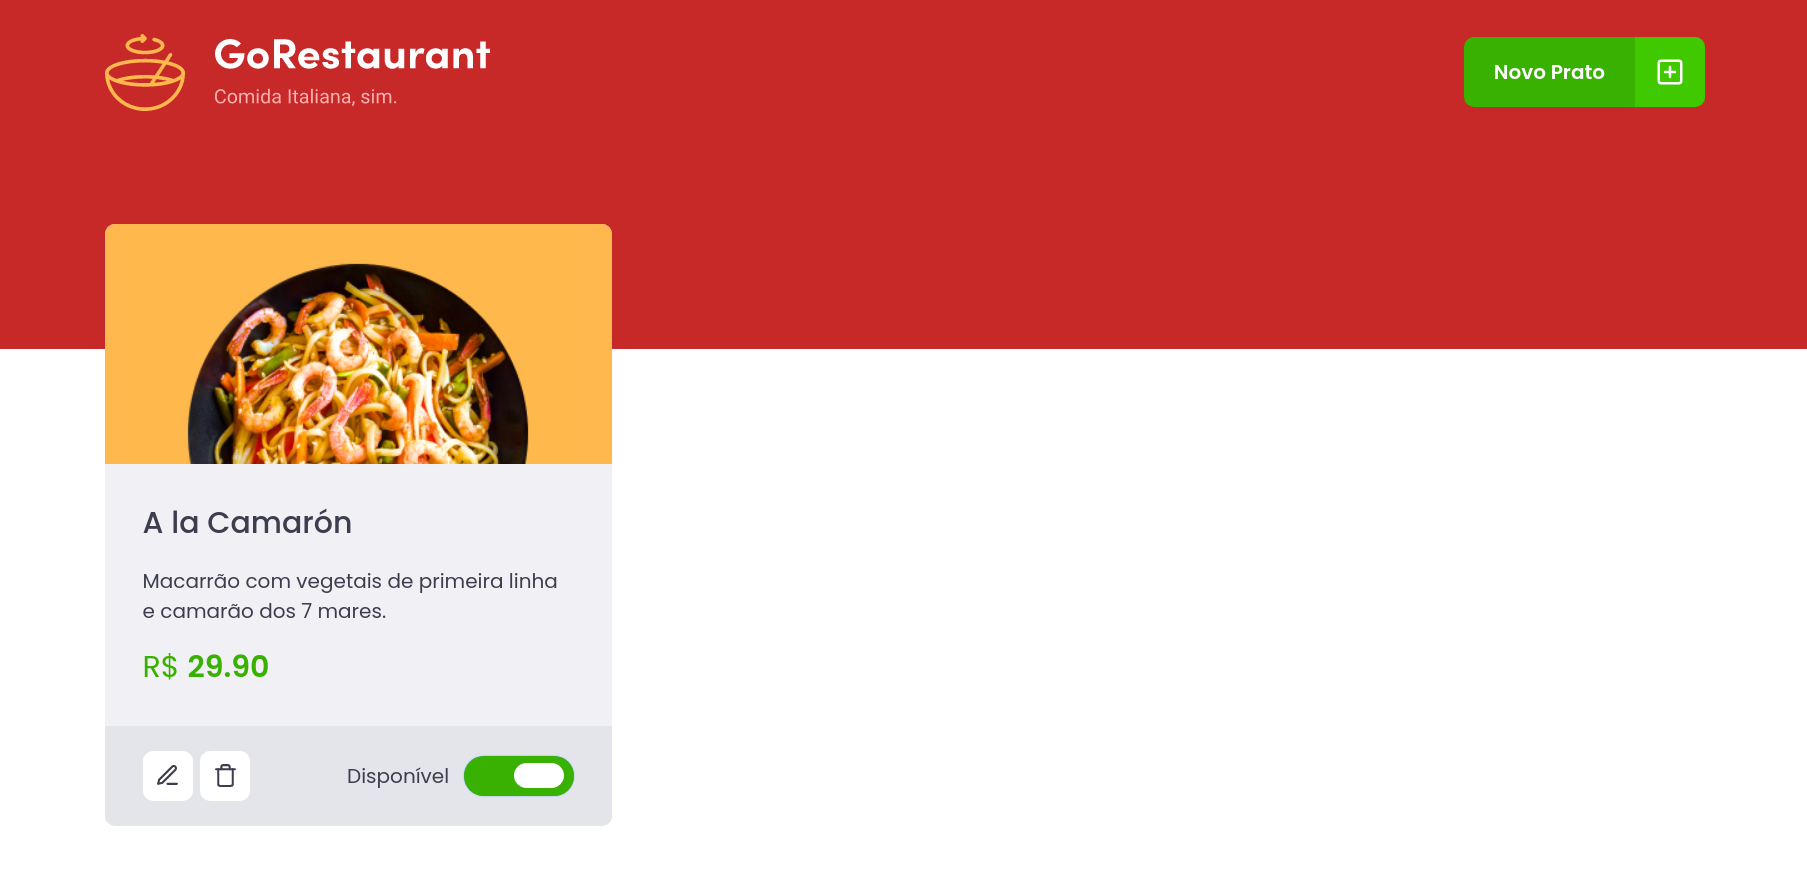 GoRestaurant
Comida Italiana, sim.
Novo Prato
A la Camarón
Macarrão com vegetais de primeira linha
e camarão dos 7 mares.
R$ 29.90
Disponível